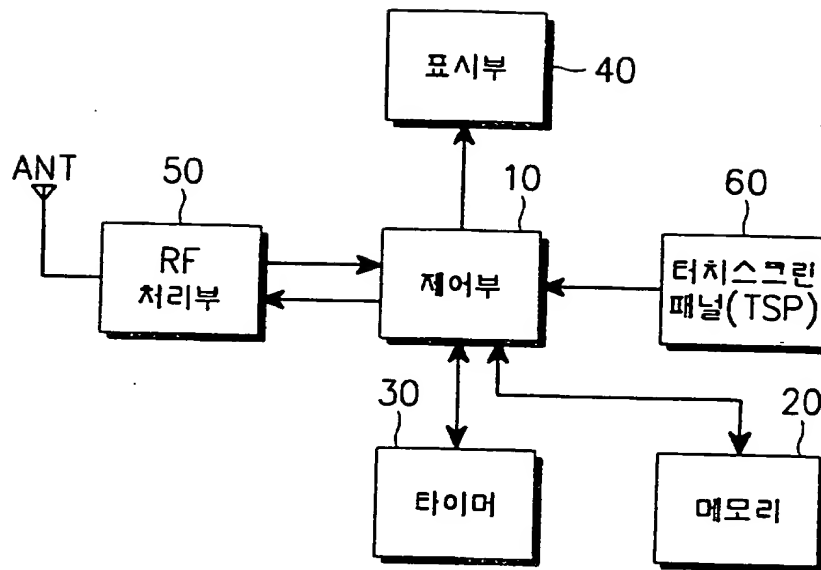 표시부
40
ANT
50
10
60
RF
처리부
제어부
터치스크린
패널(TSP)
30
20
타이머
메모리